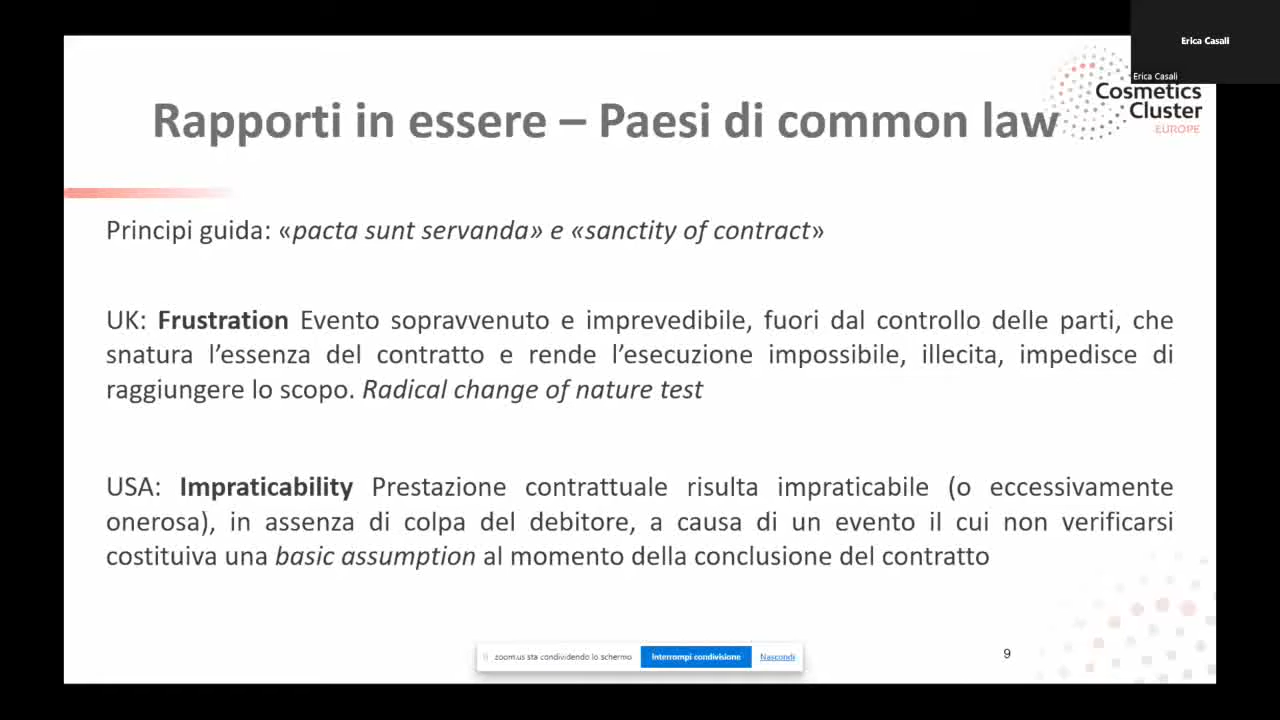 Erica Casali
Erica Casali
Cosmetics
Cluster
EUROPE
Rapporti in essere – Paesi di common law
Principi guida: «pacta sunt servanda» e «sanctity of contract»
UK: Frustration Evento sopravvenuto e imprevedibile, fuori dal controllo delle parti, che
snatura l’essenza del contratto e rende l’esecuzione impossibile, illecita, impedisce di
raggiungere lo scopo. Radical change of nature test
USA: Impraticability Prestazione contrattuale risulta impraticabile (o eccessivamente
onerosa), in assenza di colpa del debitore, a causa di un evento il cui non verificarsi
costituiva una basic assumption al momento della conclusione del contratto
zoom.us sta condividendo lo schermo Interrompi condivisione Nascondi
9